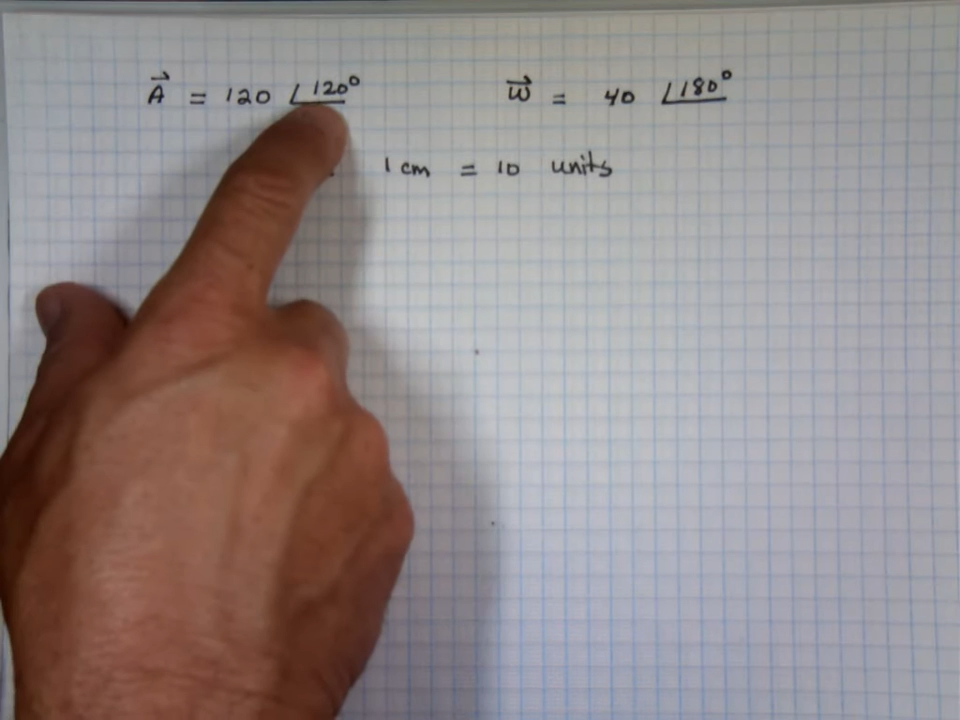 A⃗ = 120 ∠120° w⃗ = 40 ∠180°
1 cm = 10 units